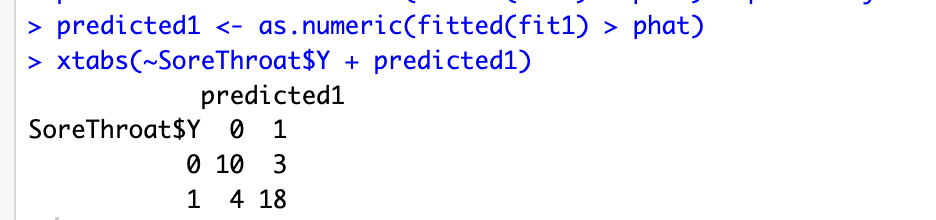 > predicted1 <- as.numeric(fitted(fit1) > phat)
> xtabs(~SoreThroat$Y + predicted1)
predicted1
SoreThroat$Y 0 1
0 10 3
1 4 18